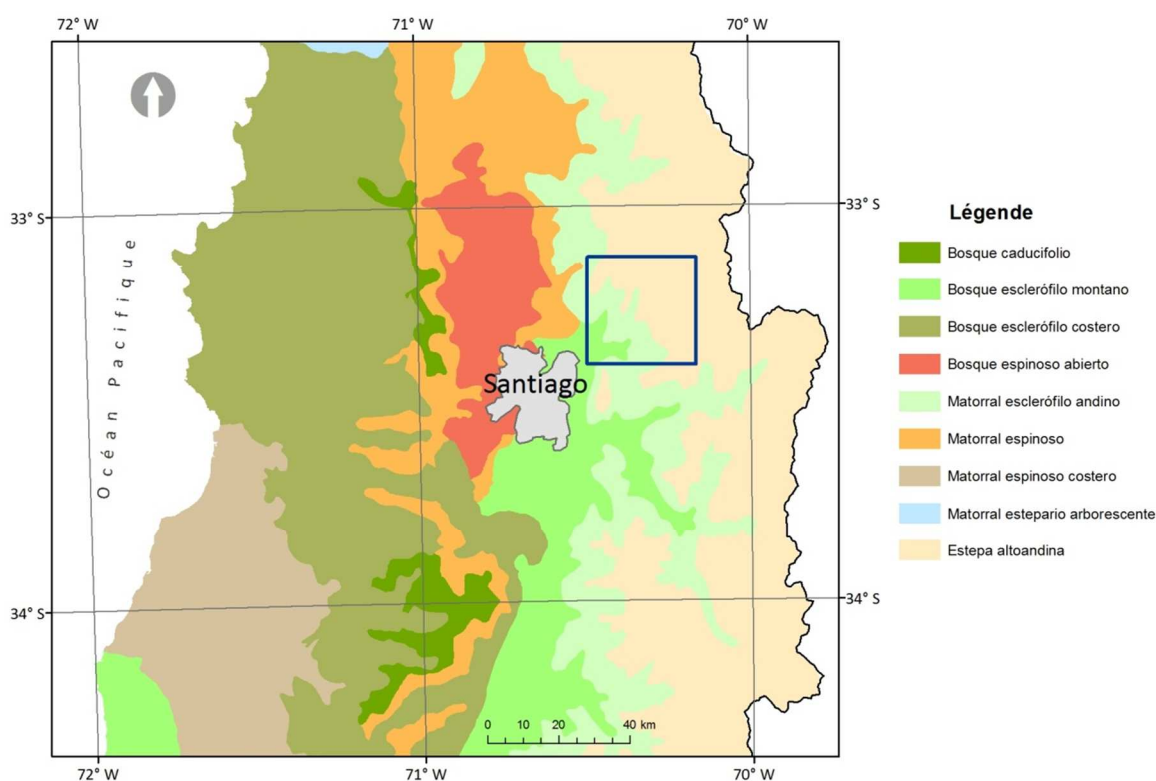 72° W
71° W
70° W
33° S
33° S
Légende
Bosque caducifolio
Bosque esclerófilo montano
Bosque esclerófilo costero
Bosque espinoso abierto
Matorral esclerófilo andino
Matorral espinoso
Matorral espinoso costero
Matorral estepario arborescente
Estepa altoandina
Océan Pacifique
Santiago
34° S
34° S
0 10 20 40 km
72° W
71° W
70° W